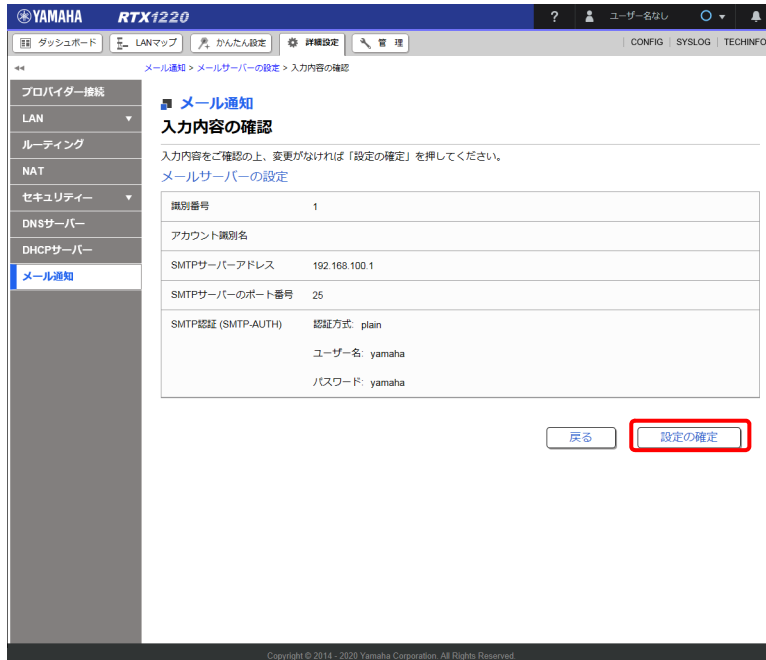 YAMAHA RTX1220 ? ユーザー名なし
ダッシュボード LANマップ かんたん設定 詳細設定 管 理 CONFIG | SYSLOG | TECHINFO
メール通知 > メールサーバーの設定 > 入力内容の確認
プロバイダー接続
LAN
ルーティング
NAT
セキュリティー
DNSサーバー
DHCPサーバー
メール通知
メール通知
入力内容の確認
入力内容をご確認の上、変更がなければ「設定の確定」を押してください。
メールサーバーの設定
識別番号 1
アカウント識別名
SMTPサーバーアドレス 192.168.100.1
SMTPサーバーのポート番号 25
SMTP認証 (SMTP-AUTH) 認証方式: plain
ユーザー名: yamaha
パスワード: yamaha
戻る 設定の確定
Copyright © 2014 - 2020 Yamaha Corporation. All Rights Reserved.